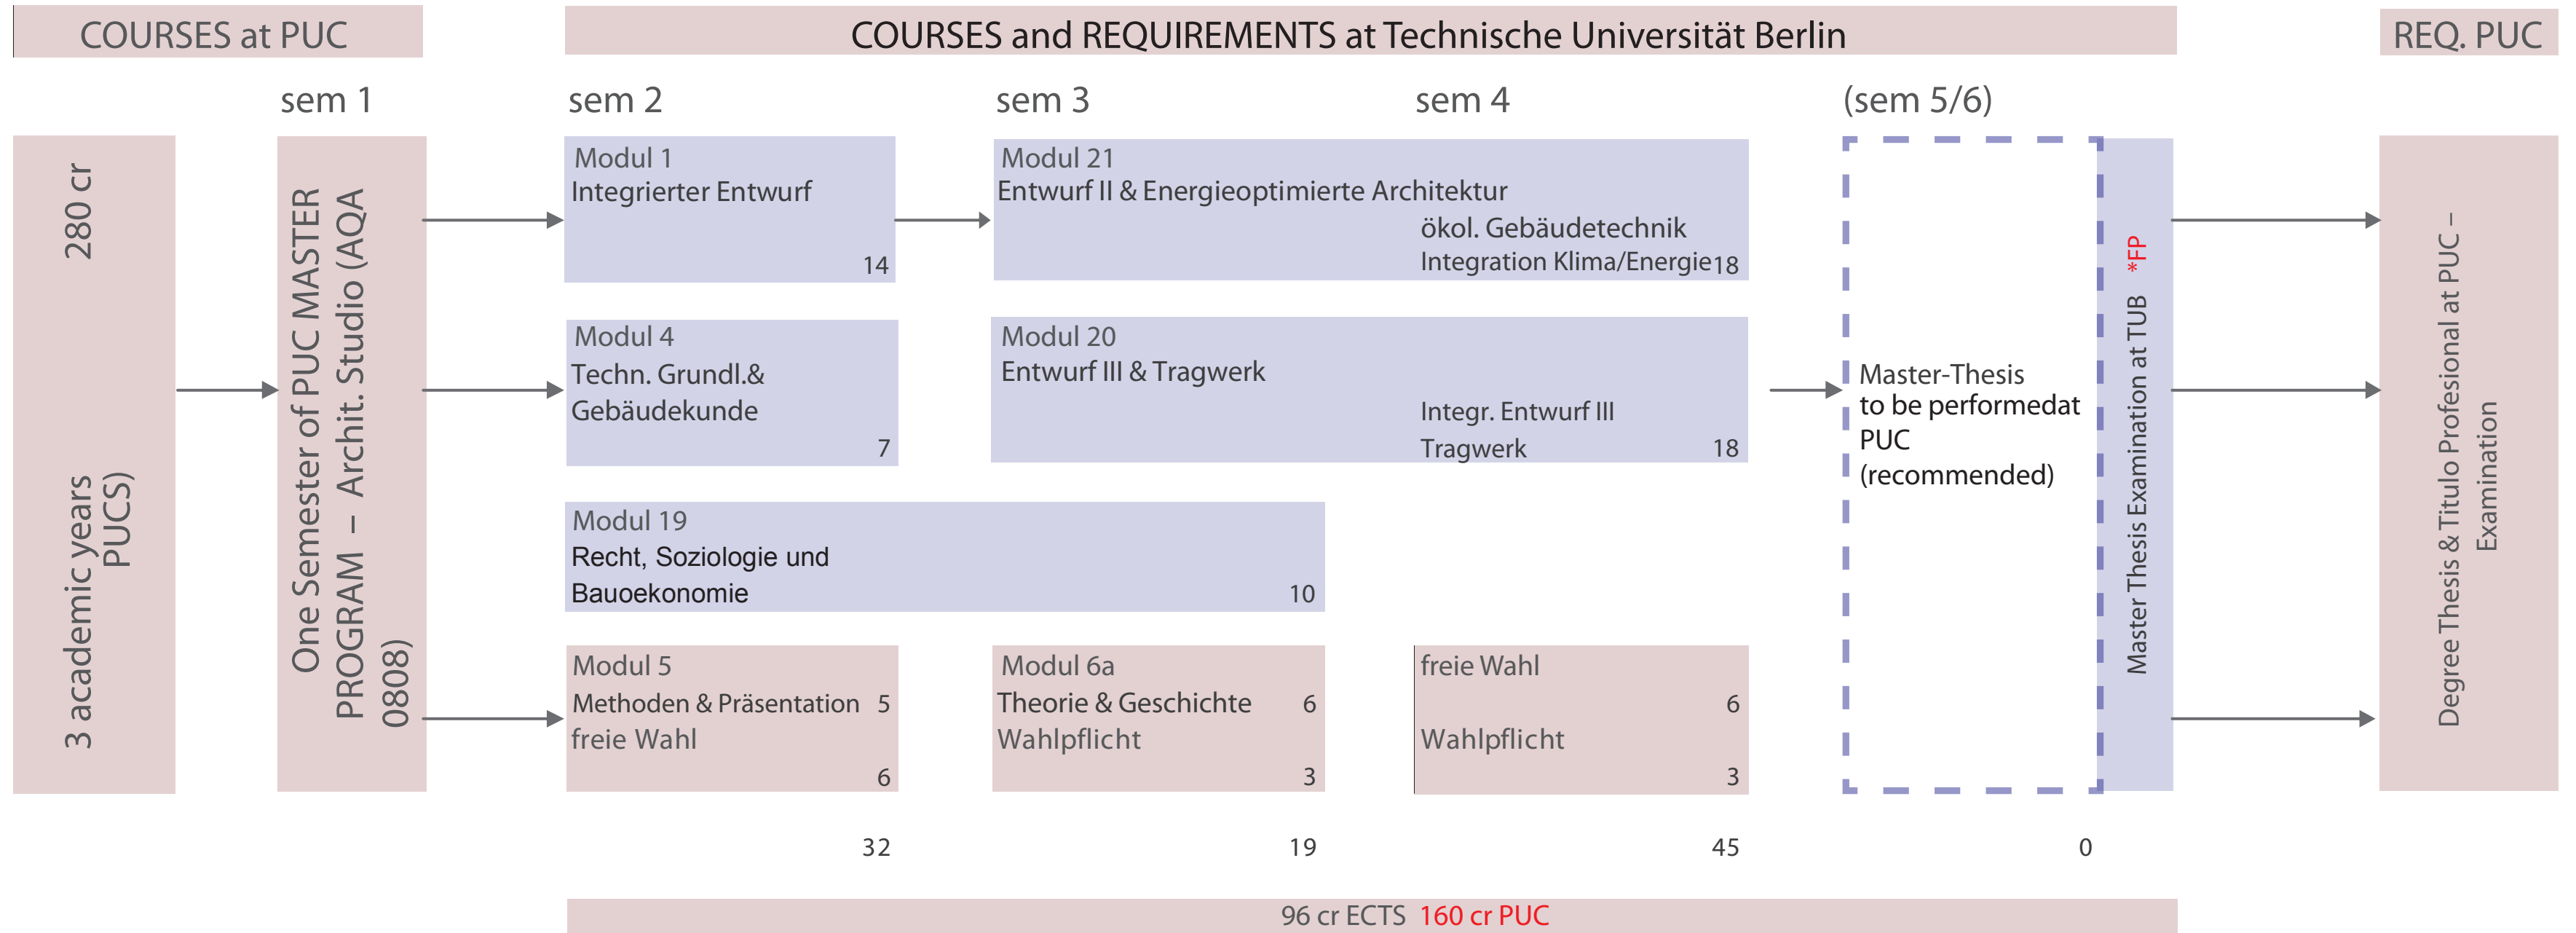 COURSES at PUC
COURSES and REQUIREMENTS at Technische Universität Berlin
REQ. PUC
sem 1
sem 2
sem 3
sem 4
(sem 5/6)
3 academic years 280 cr
PUCS)
One Semester of PUC MASTER
PROGRAM – Archit. Studio (AQA
0808)
Modul 1
Integrierter Entwurf
14
Modul 21
Entwurf II & Energieoptimierte Architektur
ökol. Gebäudetechnik
Integration Klima/Energie18
Modul 4
Techn. Grundl.&
Gebäudekunde
7
Modul 20
Entwurf III & Tragwerk
Integr. Entwurf III
Tragwerk 18
Modul 19
Recht, Soziologie und
Bauoekonomie 10
Modul 5
Methoden & Präsentation 5
freie Wahl
6
Modul 6a
Theorie & Geschichte 6
Wahlpflicht
3
freie Wahl
6
Wahlpflicht
3
Master-Thesis
to be performedat
PUC
(recommended)
Master Thesis Examination at TUB *FP
Degree Thesis & Titulo Profesional at PUC –
Examination
32
19
45
0
96 cr ECTS 160 cr PUC